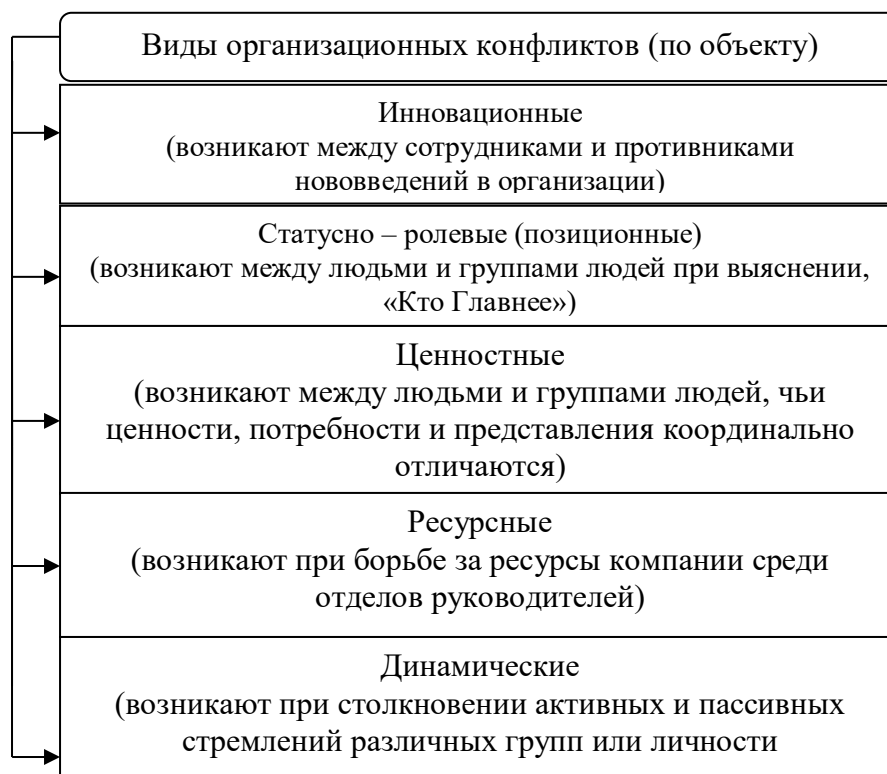 Виды организационных конфликтов (по объекту)
Инновационные
(возникают между сотрудниками и противниками
нововведений в организации)
Статусно – ролевые (позиционные)
(возникают между людьми и группами людей при выяснении,
«Кто Главнее»)
Ценностные
(возникают между людьми и группами людей, чьи
ценности, потребности и представления координально
отличаются)
Ресурсные
(возникают при борьбе за ресурсы компании среди
отделов руководителей)
Динамические
(возникают при столкновении активных и пассивных
стремлений различных групп или личности